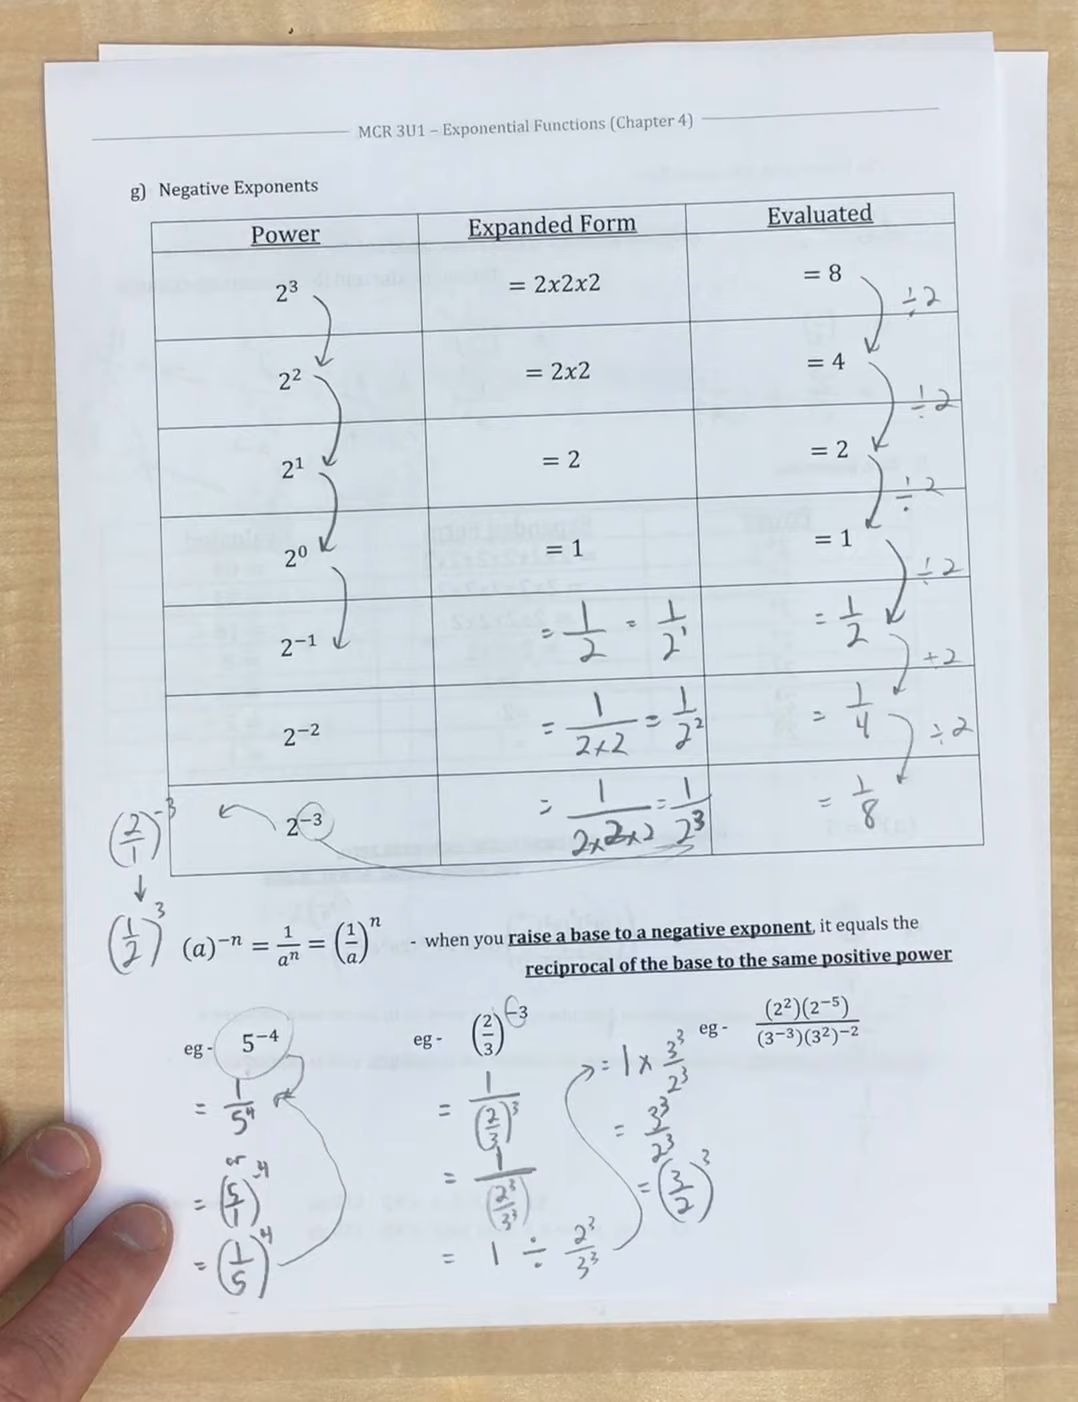 MCR 3U1 – Exponential Functions (Chapter 4)
g) Negative Exponents
Power Expanded Form Evaluated
2³ = 2x2x2 = 8
÷2
2² = 2x2 = 4
÷2
2¹ = 2 = 2
÷2
2⁰ = 1 = 1
÷2
2⁻¹ = 1/2 = 1/2¹ = 1/2
÷2
2⁻² = 1/(2x2) = 1/2² = 1/4
÷2
2⁻³ = 1/(2x2x2) = 1/2³ = 1/8
(2/1)⁻³
↓
(1/2)³
(a)⁻ⁿ = 1/aⁿ = (1/a)ⁿ - when you raise a base to a negative exponent, it equals the
reciprocal of the base to the same positive power
eg - 5⁻⁴
= 1/5⁴
or
= (5/1)⁻⁴
= (1/5)⁴
eg - (2/3)⁻³
= 1/(2/3)³
= 1/(2³/3³)
= 1 ÷ 2³/3³
= 1 x 3³/2³
= 3³/2³
= (3/2)³
eg - (2²)(2⁻⁵)/(3⁻³)(3²)⁻²